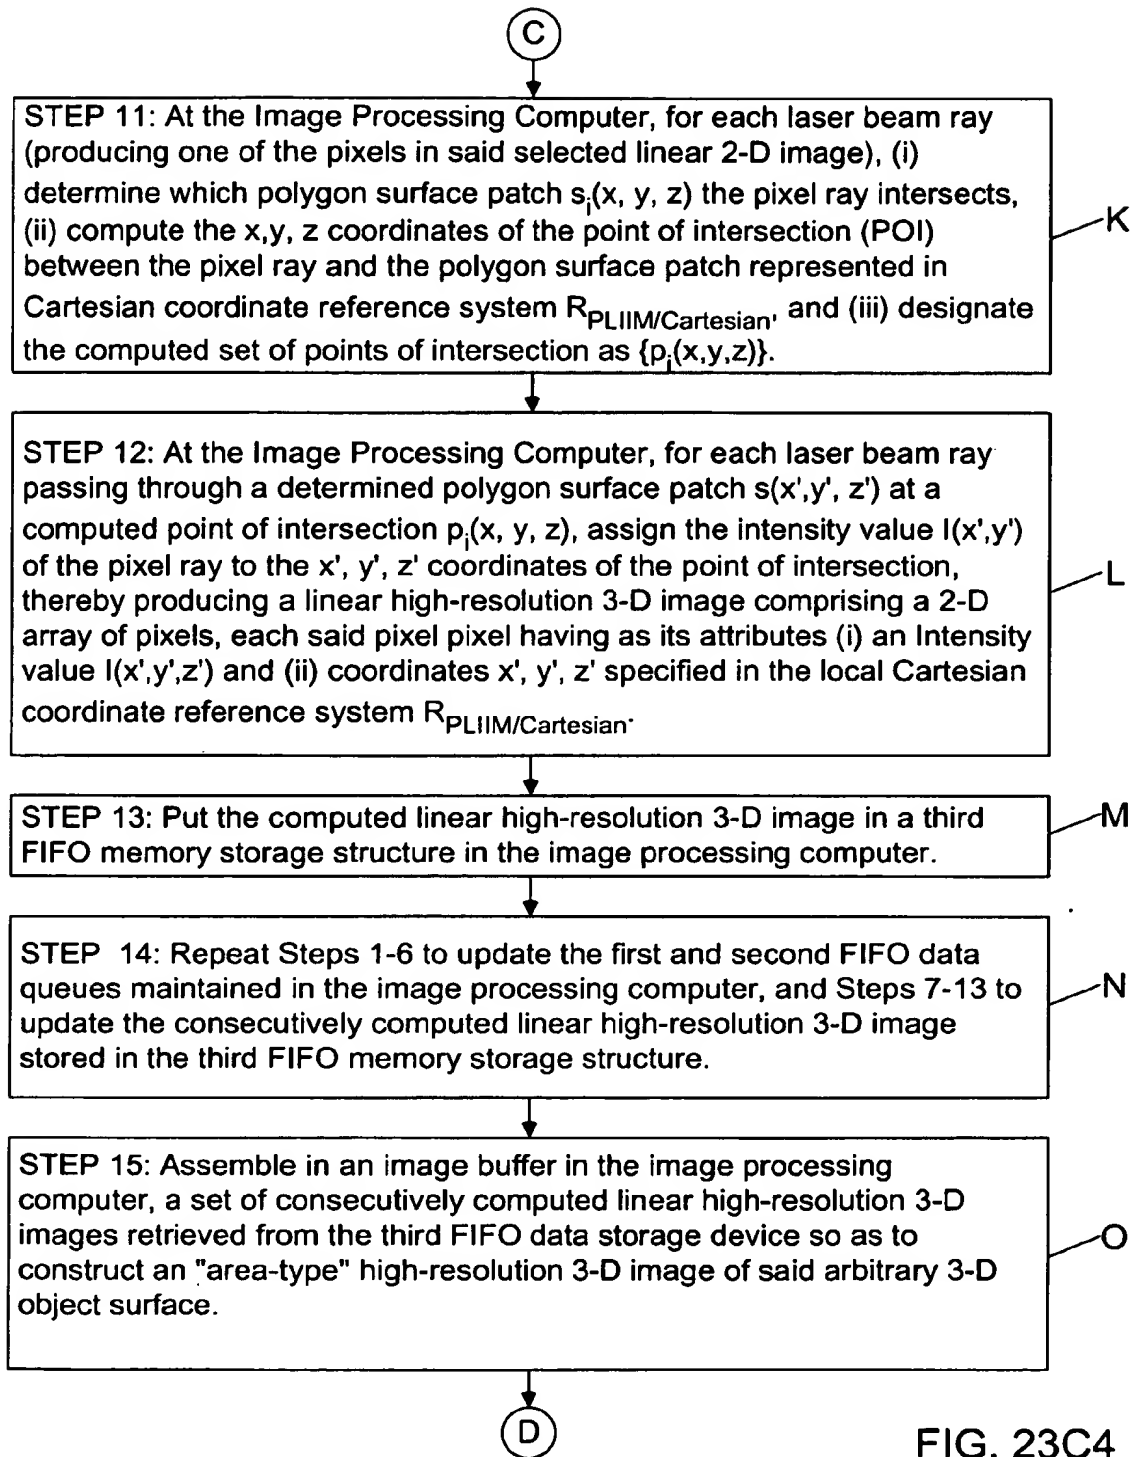 C
STEP 11: At the Image Processing Computer, for each laser beam ray
(producing one of the pixels in said selected linear 2-D image), (i)
determine which polygon surface patch s_i(x, y, z) the pixel ray intersects,
(ii) compute the x,y, z coordinates of the point of intersection (POI)
between the pixel ray and the polygon surface patch represented in
Cartesian coordinate reference system R_PLIIM/Cartesian, and (iii) designate
the computed set of points of intersection as {p_i(x,y,z)}.
K
STEP 12: At the Image Processing Computer, for each laser beam ray
passing through a determined polygon surface patch s(x',y', z') at a
computed point of intersection p_i(x, y, z), assign the intensity value I(x',y')
of the pixel ray to the x', y', z' coordinates of the point of intersection,
thereby producing a linear high-resolution 3-D image comprising a 2-D
array of pixels, each said pixel pixel having as its attributes (i) an Intensity
value I(x',y',z') and (ii) coordinates x', y', z' specified in the local Cartesian
coordinate reference system R_PLIIM/Cartesian.
L
STEP 13: Put the computed linear high-resolution 3-D image in a third
FIFO memory storage structure in the image processing computer.
M
STEP 14: Repeat Steps 1-6 to update the first and second FIFO data
queues maintained in the image processing computer, and Steps 7-13 to
update the consecutively computed linear high-resolution 3-D image
stored in the third FIFO memory storage structure.
N
STEP 15: Assemble in an image buffer in the image processing
computer, a set of consecutively computed linear high-resolution 3-D
images retrieved from the third FIFO data storage device so as to
construct an "area-type" high-resolution 3-D image of said arbitrary 3-D
object surface.
O
D
FIG. 23C4